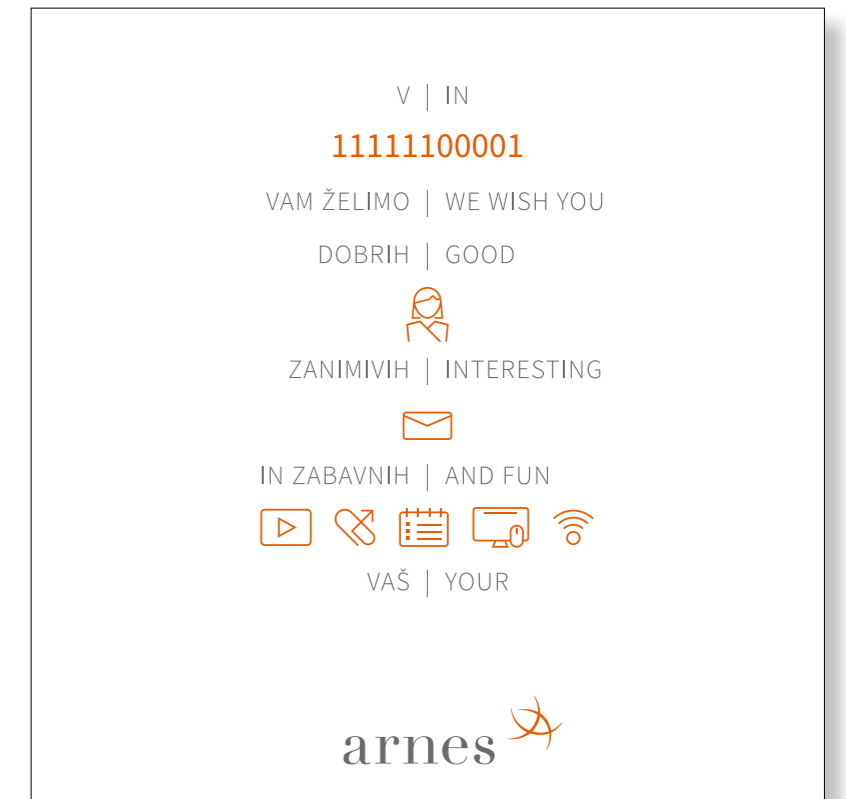 V | IN
11111100001
VAM ŽELIMO | WE WISH YOU
DOBRIH | GOOD
ZANIMIVIH | INTERESTING
IN ZABAVNIH | AND FUN
VAŠ | YOUR
arnes